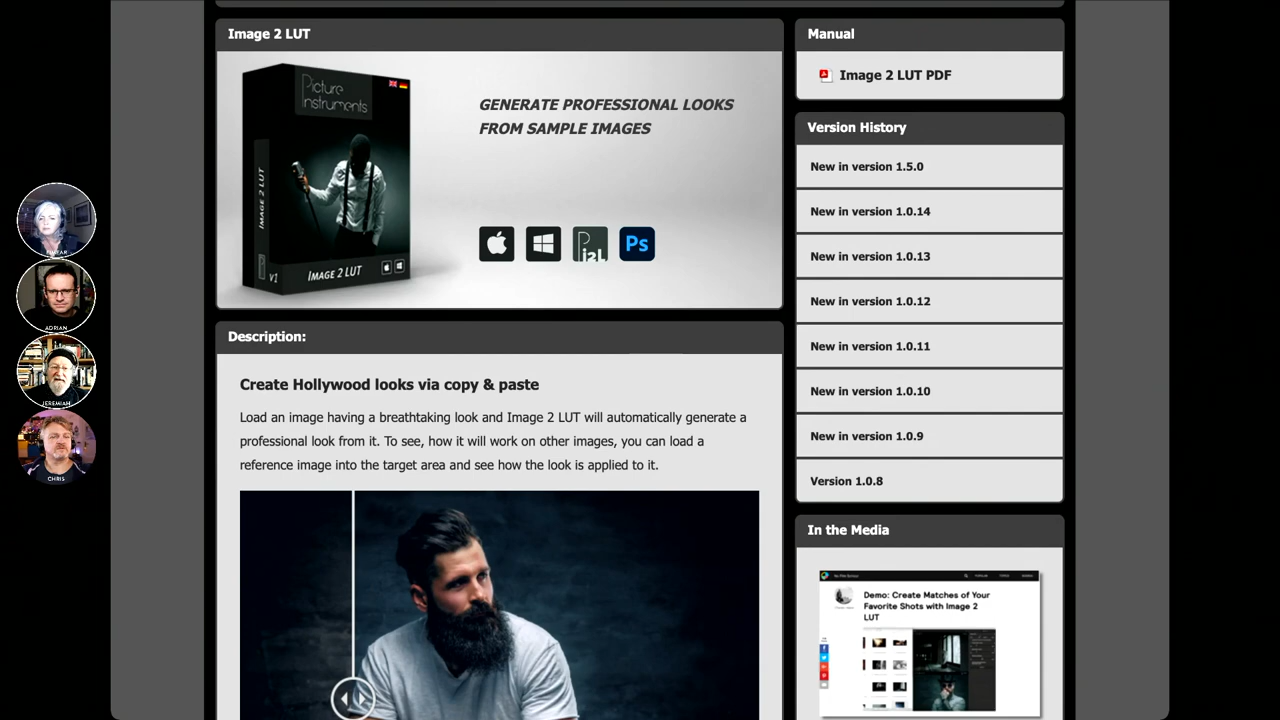 Image 2 LUT
Picture
Instruments
IMAGE 2 LUT
V1
IMAGE 2 LUT
GENERATE PROFESSIONAL LOOKS
FROM SAMPLE IMAGES
Pi2L
Ps
Description:
Create Hollywood looks via copy & paste
Load an image having a breathtaking look and Image 2 LUT will automatically generate a
professional look from it. To see, how it will work on other images, you can load a
reference image into the target area and see how the look is applied to it.
Manual
Image 2 LUT PDF
Version History
New in version 1.5.0
New in version 1.0.14
New in version 1.0.13
New in version 1.0.12
New in version 1.0.11
New in version 1.0.10
New in version 1.0.9
Version 1.0.8
In the Media
Demo: Create Matches of Your
Favorite Shots with Image 2
LUT
ADRIAN
JEREMIAH
CHRIS